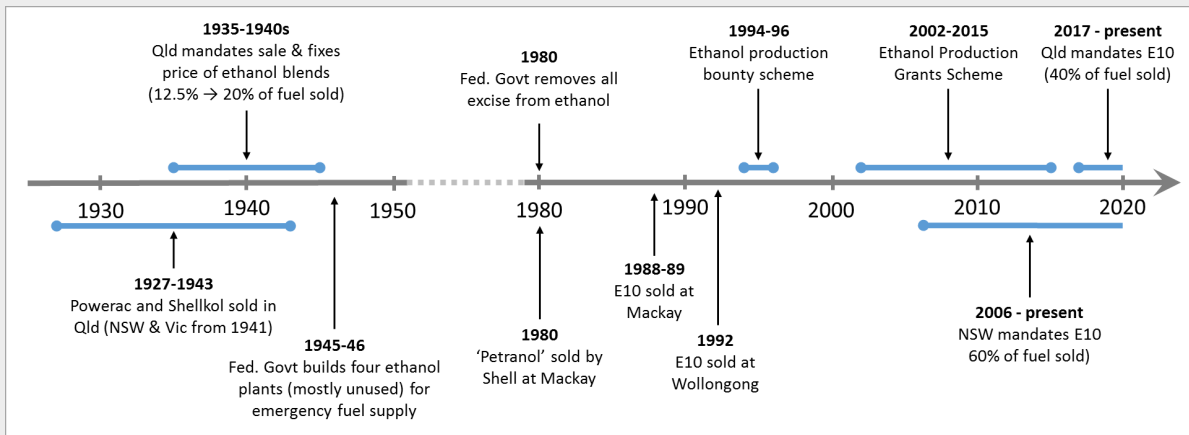 1935-1940s
Qld mandates sale & fixes
price of ethanol blends
(12.5% → 20% of fuel sold)
1980
Fed. Govt removes all
excise from ethanol
1994-96
Ethanol production
bounty scheme
2002-2015
Ethanol Production
Grants Scheme
2017 - present
Qld mandates E10
(40% of fuel sold)
1930
1940
1950
1980
1990
2000
2010
2020
1927-1943
Powerac and Shellkol sold in
Qld (NSW & Vic from 1941)
1945-46
Fed. Govt builds four ethanol
plants (mostly unused) for
emergency fuel supply
1980
‘Petranol’ sold by
Shell at Mackay
1988-89
E10 sold at
Mackay
1992
E10 sold at
Wollongong
2006 - present
NSW mandates E10
60% of fuel sold)